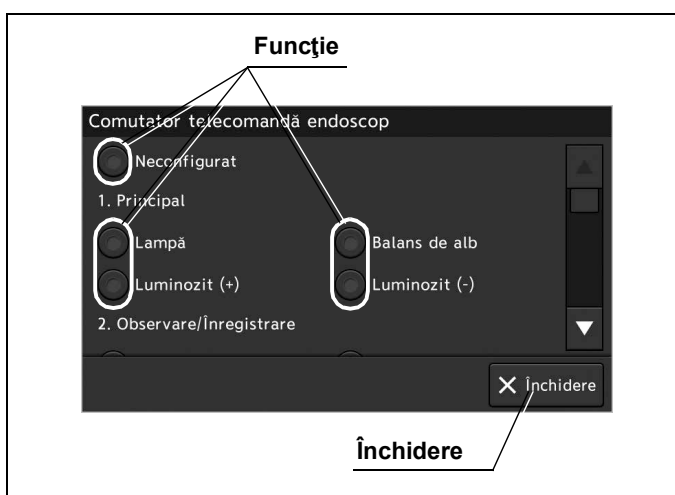 Funcţie
Comutator telecomandă endoscop
Neconfigurat
1. Principal
Lampă Balans de alb
Luminozit (+) Luminozit (-)
2. Observare/Înregistrare
Închidere
Închidere